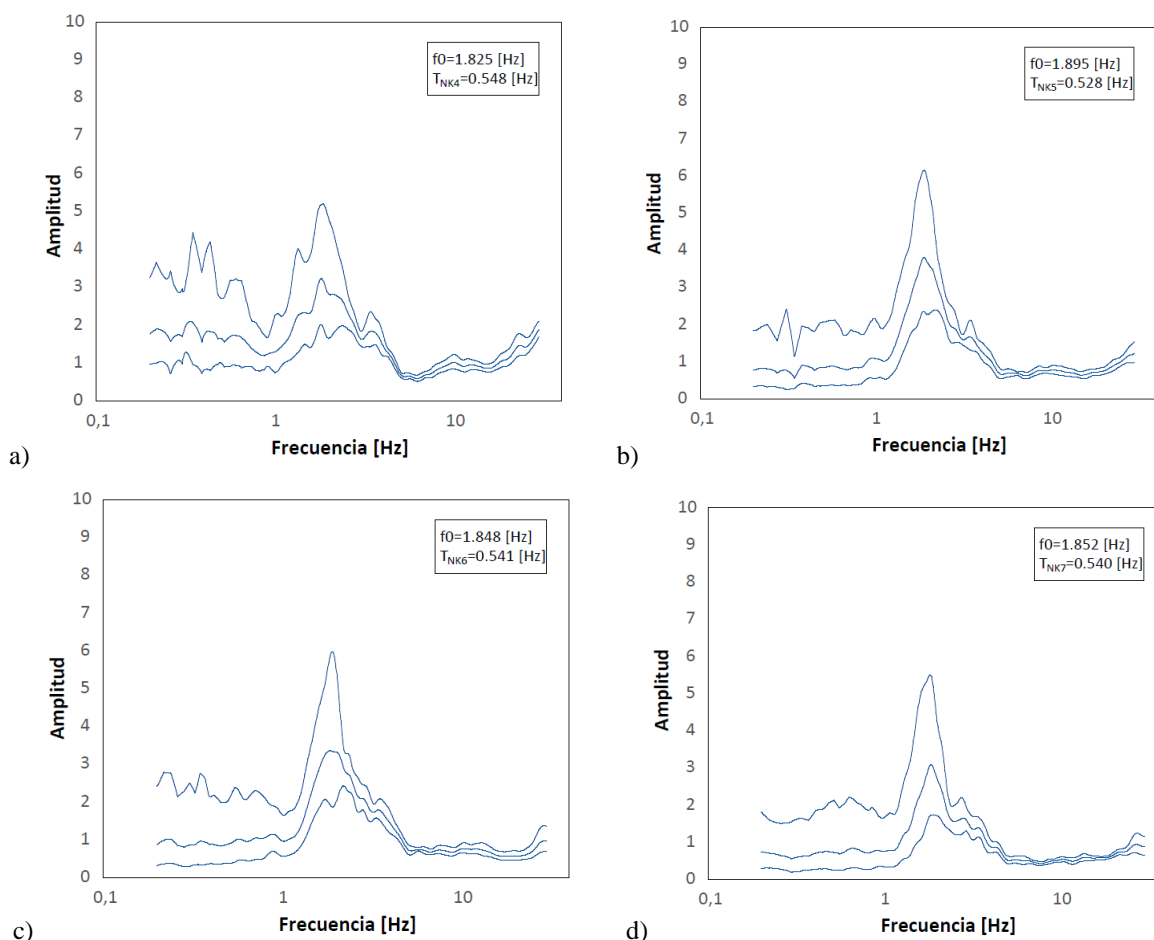 10
9
8
7
6
5
4
3
2
1
0
Amplitud
f0=1.825 [Hz]
TNK4=0.548 [Hz]
0,1 1 10
Frecuencia [Hz]
a)
10
9
8
7
6
5
4
3
2
1
0
Amplitud
f0=1.895 [Hz]
TNK5=0.528 [Hz]
0,1 1 10
Frecuencia [Hz]
b)
10
9
8
7
6
5
4
3
2
1
0
Amplitud
f0=1.848 [Hz]
TNK6=0.541 [Hz]
0,1 1 10
Frecuencia [Hz]
c)
10
9
8
7
6
5
4
3
2
1
0
Amplitud
f0=1.852 [Hz]
TNK7=0.540 [Hz]
0,1 1 10
Frecuencia [Hz]
d)